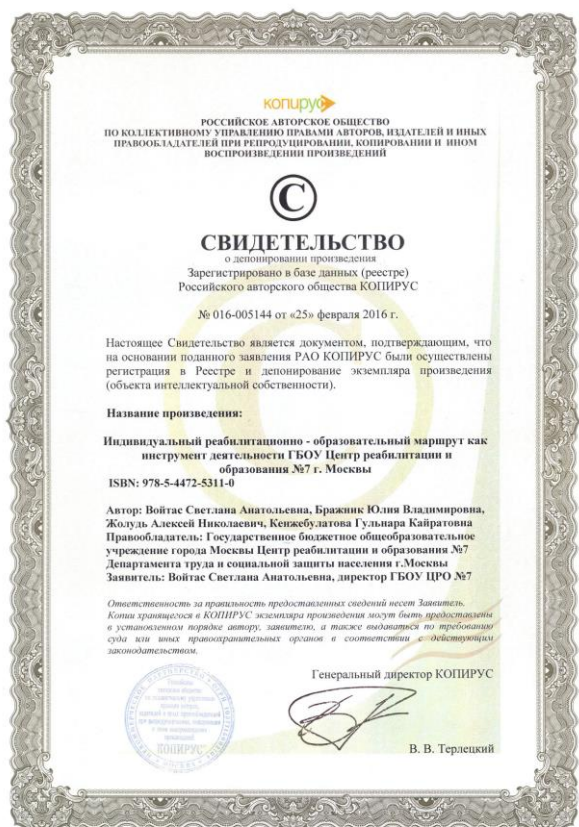 копирус
РОССИЙСКОЕ АВТОРСКОЕ ОБЩЕСТВО
ПО КОЛЛЕКТИВНОМУ УПРАВЛЕНИЮ ПРАВАМИ АВТОРОВ, ИЗДАТЕЛЕЙ И ИНЫХ
ПРАВООБЛАДАТЕЛЕЙ ПРИ РЕПРОДУЦИРОВАНИИ, КОПИРОВАНИИ И ИНОМ
ВОСПРОИЗВЕДЕНИИ ПРОИЗВЕДЕНИЙ
©
СВИДЕТЕЛЬСТВО
о депонировании произведения
Зарегистрировано в базе данных (реестре)
Российского авторского общества КОПИРУС
№ 016-005144 от «25» февраля 2016 г.
Настоящее Свидетельство является документом, подтверждающим, что
на основании поданного заявления РАО КОПИРУС были осуществлены
регистрация в Реестре и депонирование экземпляра произведения
(объекта интеллектуальной собственности).
Название произведения:
Индивидуальный реабилитационно - образовательный маршрут как
инструмент деятельности ГБОУ Центр реабилитации и
образования №7 г. Москвы
ISBN: 978-5-4472-5311-0
Автор: Войтас Светлана Анатольевна, Бражник Юлия Владимировна,
Жолудь Алексей Николаевич, Кенжебулатова Гульнара Кайратовна
Правообладатель: Государственное бюджетное общеобразовательное
учреждение города Москвы Центр реабилитации и образования №7
Департамента труда и социальной защиты населения г.Москвы
Заявитель: Войтас Светлана Анатольевна, директор ГБОУ ЦРО №7
Ответственность за правильность предоставленных сведений несет Заявитель.
Копии хранящегося в КОПИРУС экземпляра произведения могут быть предоставлены
в установленном порядке автору, заявителю, а также выдаваться по требованию
суда или иных правоохранительных органов в соответствии с действующим
законодательством.
Генеральный директор КОПИРУС
КОПИРУС
В. В. Терлецкий